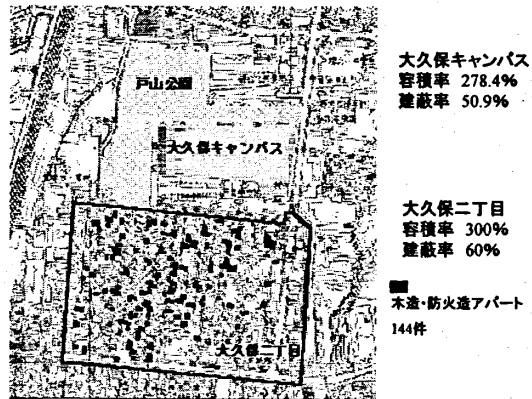 戸山公園
大久保キャンパス
大久保二丁目
大久保キャンパス
容積率 278.4%
建蔽率 50.9%
大久保二丁目
容積率 300%
建蔽率 60%
木造・防火造アパート
144件